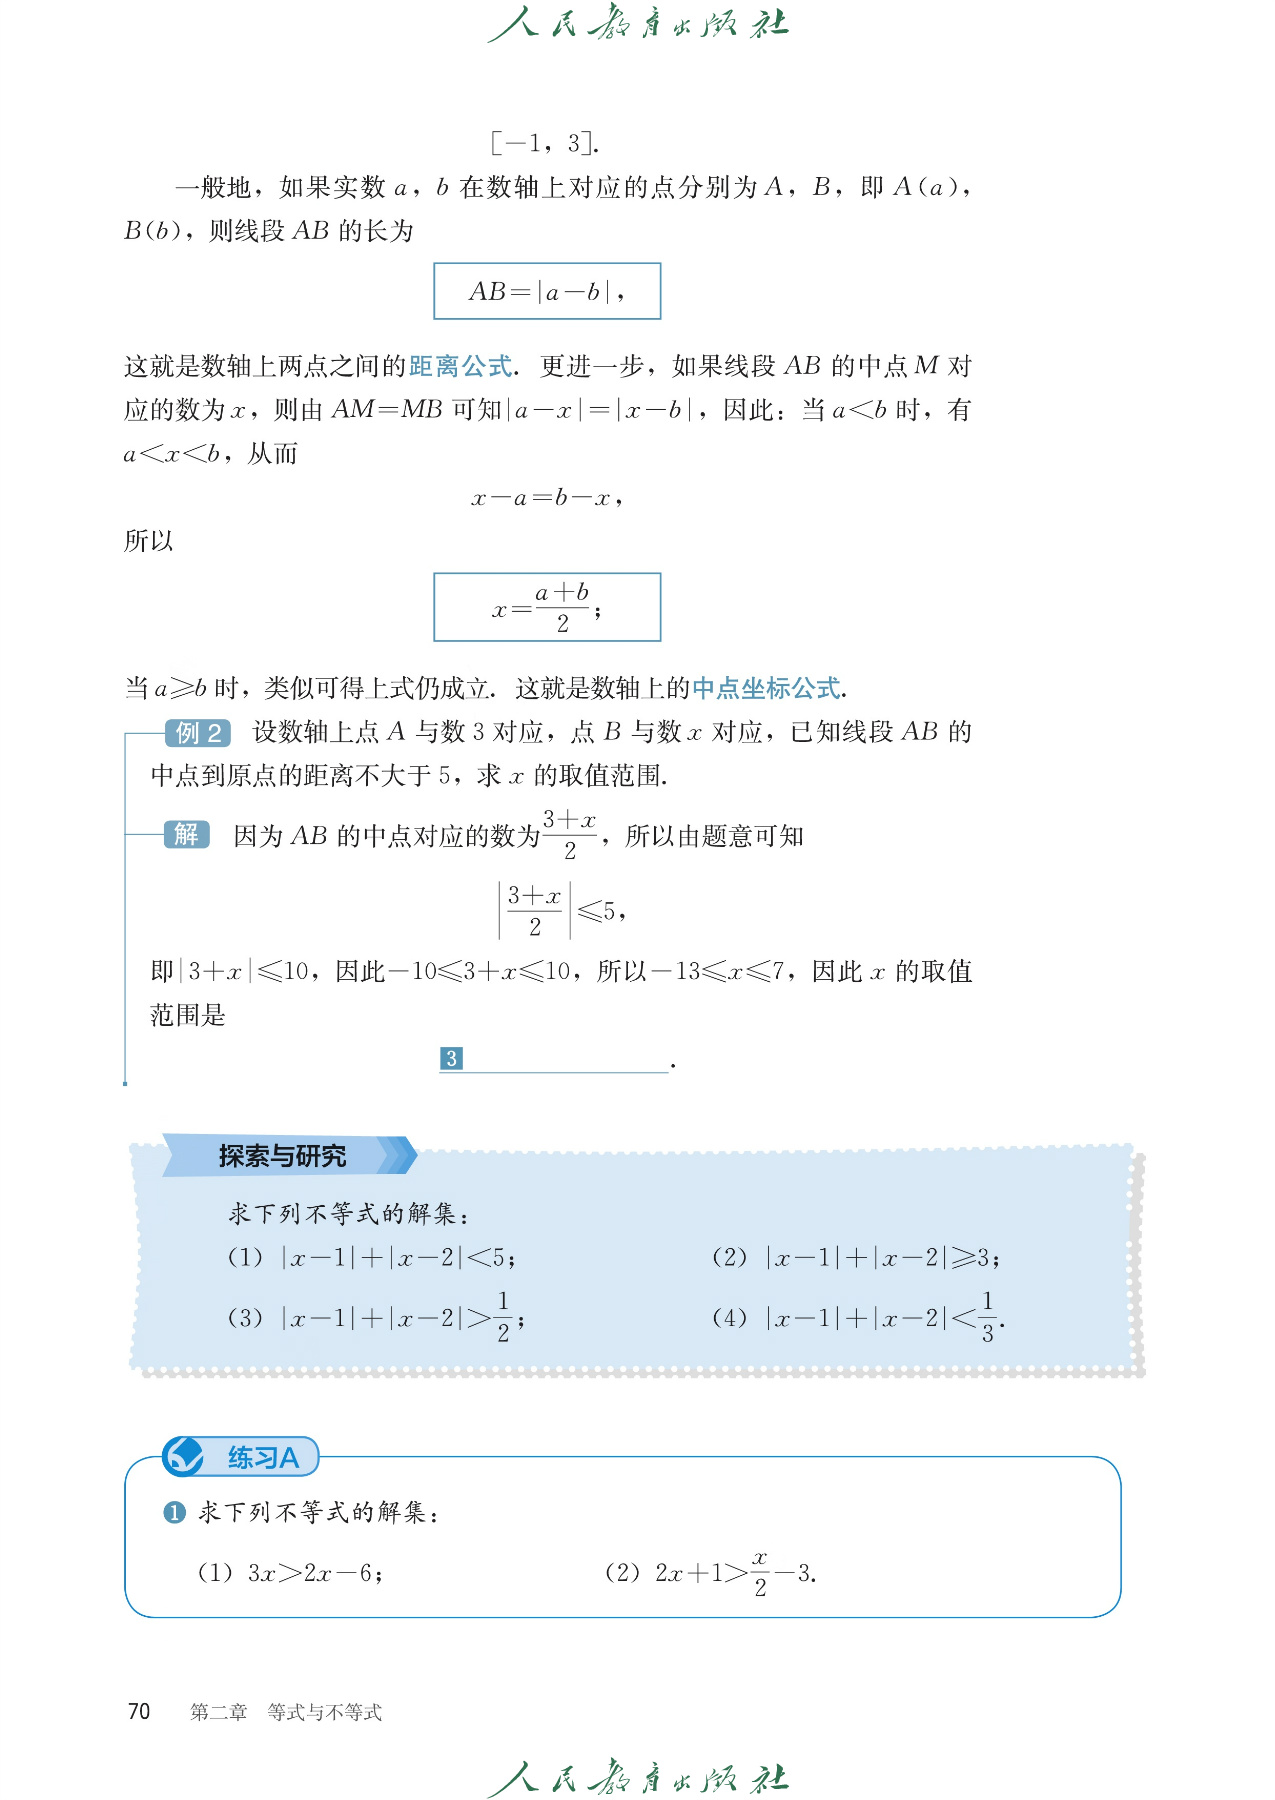 人民教育出版社
[－1，3].
一般地，如果实数 a，b 在数轴上对应的点分别为 A，B，即 A(a)，
B(b)，则线段 AB 的长为
AB＝|a－b|，
这就是数轴上两点之间的距离公式．更进一步，如果线段 AB 的中点 M 对
应的数为 x，则由 AM＝MB 可知|a－x|＝|x－b|，因此：当 a＜b 时，有
a＜x＜b，从而
x－a＝b－x，
所以
x＝\frac{a＋b}{2}；
当 a⩾b 时，类似可得上式仍成立．这就是数轴上的中点坐标公式．
例 2 设数轴上点 A 与数 3 对应，点 B 与数 x 对应，已知线段 AB 的
中点到原点的距离不大于 5，求 x 的取值范围.
解 因为 AB 的中点对应的数为\frac{3＋x}{2}，所以由题意可知
|\frac{3＋x}{2}|⩽5，
即|3＋x|⩽10，因此－10⩽3＋x⩽10，所以－13⩽x⩽7，因此 x 的取值
范围是
3 ________．
探索与研究
求下列不等式的解集：
（1）|x－1|＋|x－2|＜5； （2）|x－1|＋|x－2|⩾3；
（3）|x－1|＋|x－2|＞\frac{1}{2}； （4）|x－1|＋|x－2|＜\frac{1}{3}.
练习A
1 求下列不等式的解集：
（1）3x＞2x－6； （2）2x＋1＞\frac{x}{2}－3.
70 第二章 等式与不等式
人民教育出版社